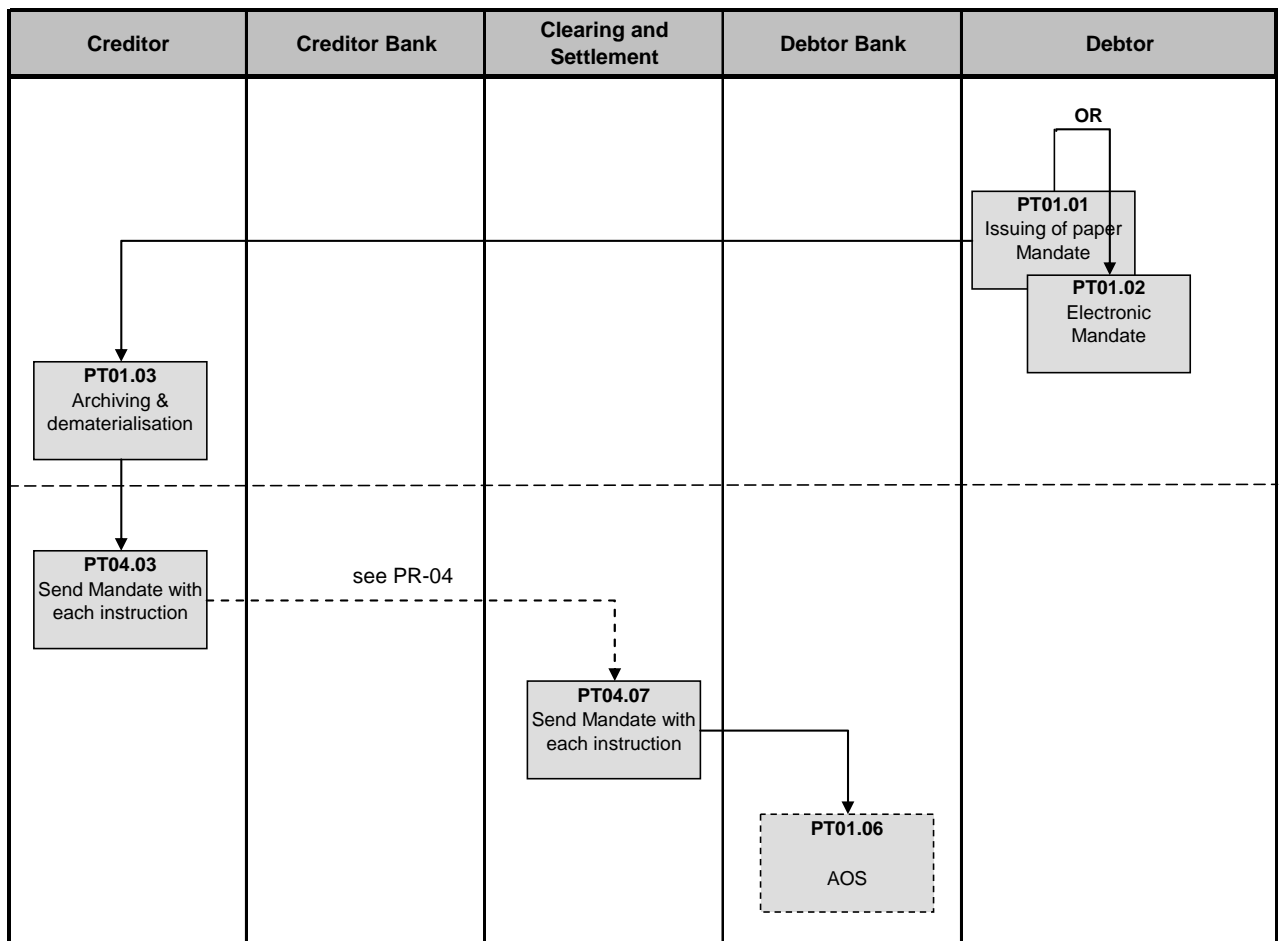 Creditor
Creditor Bank
Clearing and
Settlement
Debtor Bank
Debtor
OR
PT01.01
Issuing of paper
Mandate
PT01.02
Electronic
Mandate
PT01.03
Archiving &
dematerialisation
PT04.03
Send Mandate with
each instruction
see PR-04
PT04.07
Send Mandate with
each instruction
PT01.06
AOS